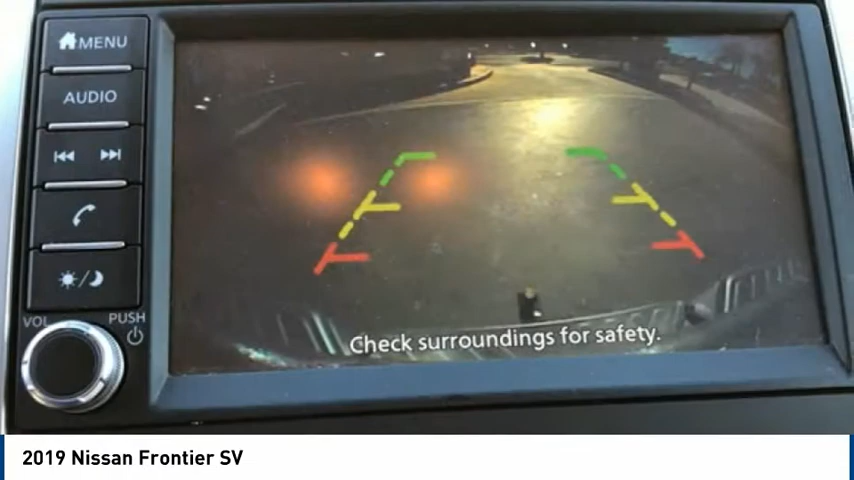 MENU
AUDIO
VOL
PUSH
Check surroundings for safety.
2019 Nissan Frontier SV